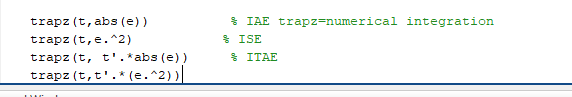 trapz(t,abs(e)) % IAE trapz=numerical integration
trapz(t,e.^2) % ISE
trapz(t, t'.*abs(e)) % ITAE
trapz(t,t'.*(e.^2))